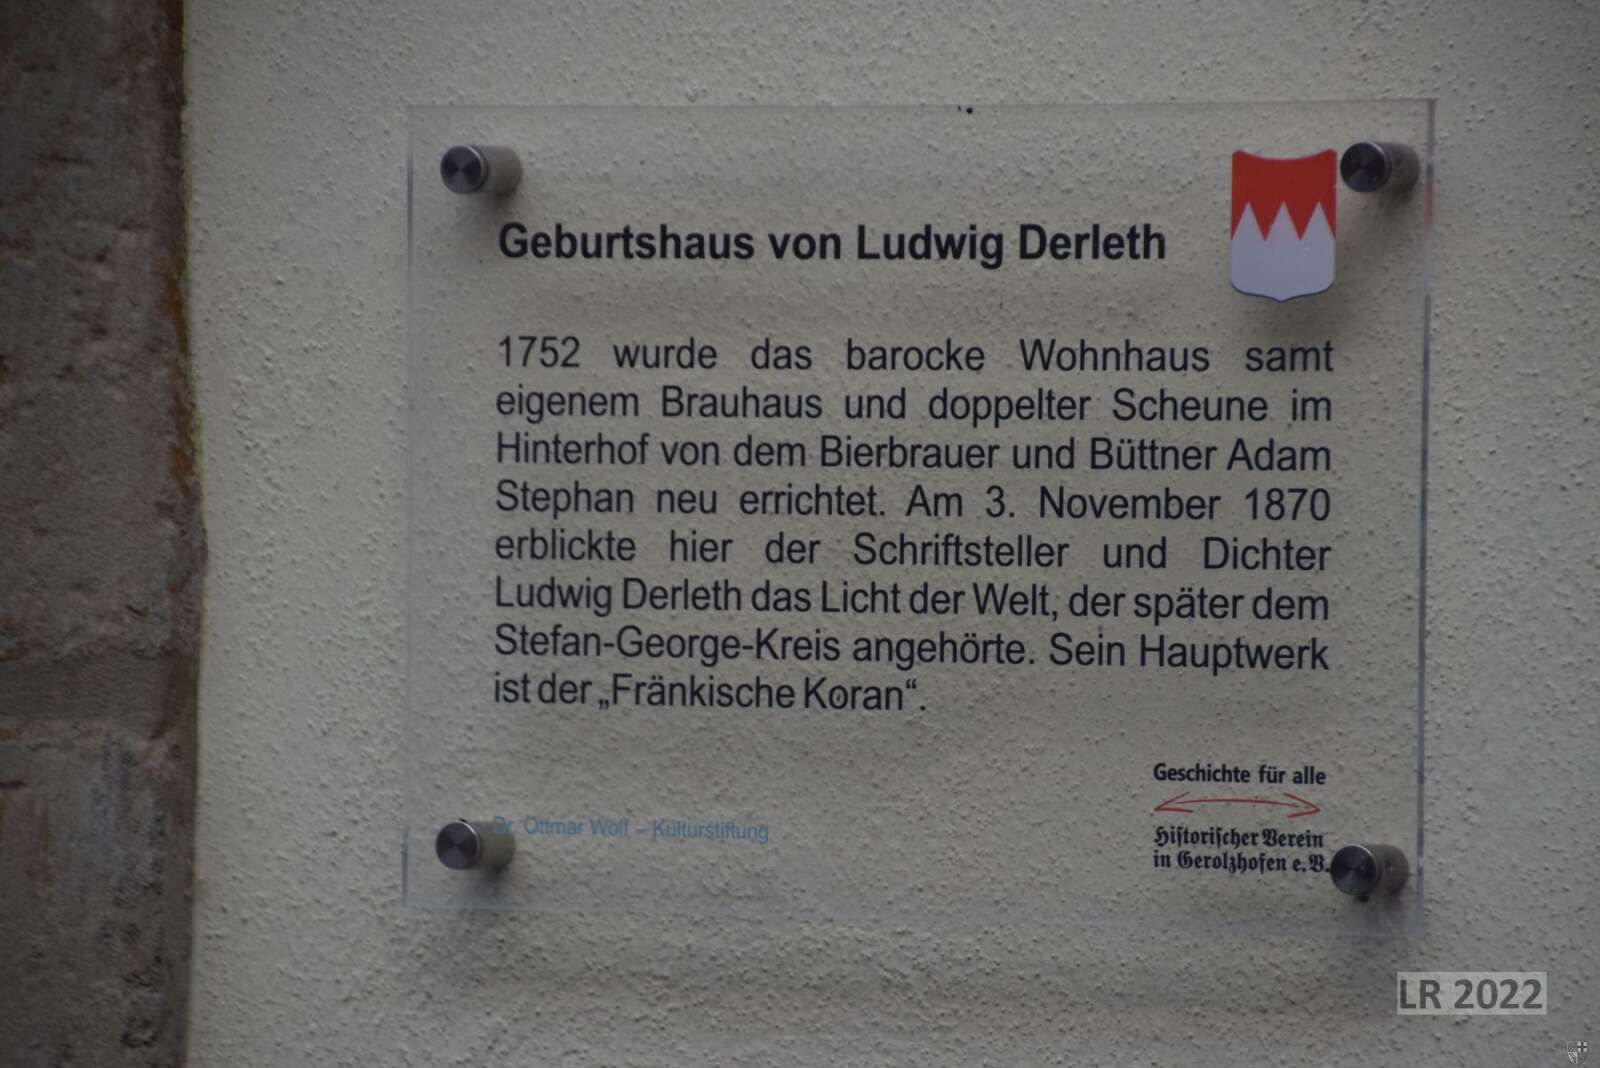 Geburtshaus von Ludwig Derleth
1752 wurde das barocke Wohnhaus samt
eigenem Brauhaus und doppelter Scheune im
Hinterhof von dem Bierbrauer und Büttner Adam
Stephan neu errichtet. Am 3. November 1870
erblickte hier der Schriftsteller und Dichter
Ludwig Derleth das Licht der Welt, der später dem
Stefan-George-Kreis angehörte. Sein Hauptwerk
ist der „Fränkische Koran“.
Dr. Ottmar Wolf – Kulturstiftung
Geschichte für alle
Hiſtoriſcher Verein
in Gerolzhofen e.V.
LR 2022